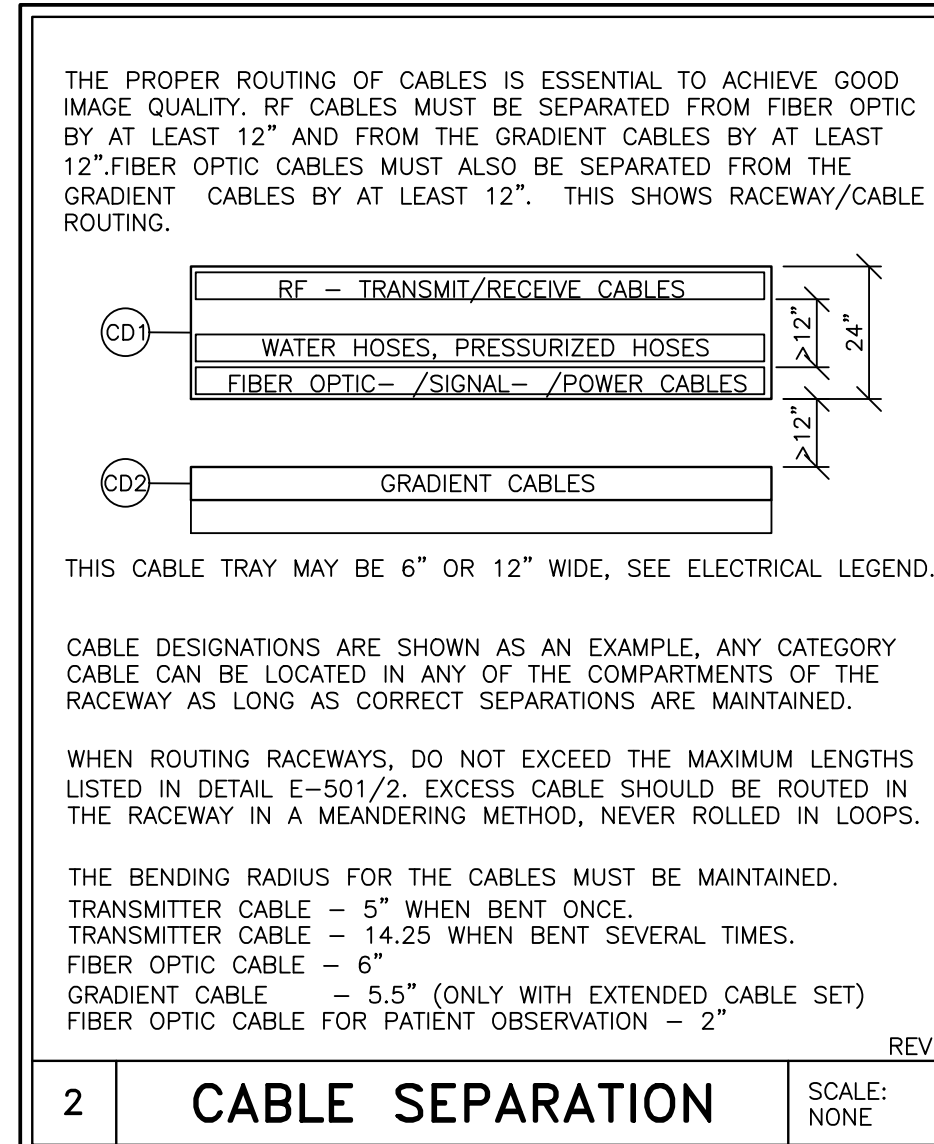 THE PROPER ROUTING OF CABLES IS ESSENTIAL TO ACHIEVE GOOD
IMAGE QUALITY. RF CABLES MUST BE SEPARATED FROM FIBER OPTIC
BY AT LEAST 12" AND FROM THE GRADIENT CABLES BY AT LEAST
12".FIBER OPTIC CABLES MUST ALSO BE SEPARATED FROM THE
GRADIENT CABLES BY AT LEAST 12". THIS SHOWS RACEWAY/CABLE
ROUTING.
RF – TRANSMIT/RECEIVE CABLES
CD1
WATER HOSES, PRESSURIZED HOSES
>12"
24"
FIBER OPTIC– /SIGNAL– /POWER CABLES
>12"
CD2
GRADIENT CABLES
THIS CABLE TRAY MAY BE 6" OR 12" WIDE, SEE ELECTRICAL LEGEND.
CABLE DESIGNATIONS ARE SHOWN AS AN EXAMPLE, ANY CATEGORY
CABLE CAN BE LOCATED IN ANY OF THE COMPARTMENTS OF THE
RACEWAY AS LONG AS CORRECT SEPARATIONS ARE MAINTAINED.
WHEN ROUTING RACEWAYS, DO NOT EXCEED THE MAXIMUM LENGTHS
LISTED IN DETAIL E–501/2. EXCESS CABLE SHOULD BE ROUTED IN
THE RACEWAY IN A MEANDERING METHOD, NEVER ROLLED IN LOOPS.
THE BENDING RADIUS FOR THE CABLES MUST BE MAINTAINED.
TRANSMITTER CABLE – 5" WHEN BENT ONCE.
TRANSMITTER CABLE – 14.25 WHEN BENT SEVERAL TIMES.
FIBER OPTIC CABLE – 6"
GRADIENT CABLE – 5.5" (ONLY WITH EXTENDED CABLE SET)
FIBER OPTIC CABLE FOR PATIENT OBSERVATION – 2"
REV
2
CABLE SEPARATION
SCALE:
NONE